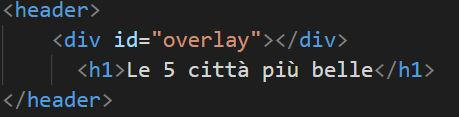 <header>
<div id="overlay"></div>
<h1>Le 5 città più belle</h1>
</header>